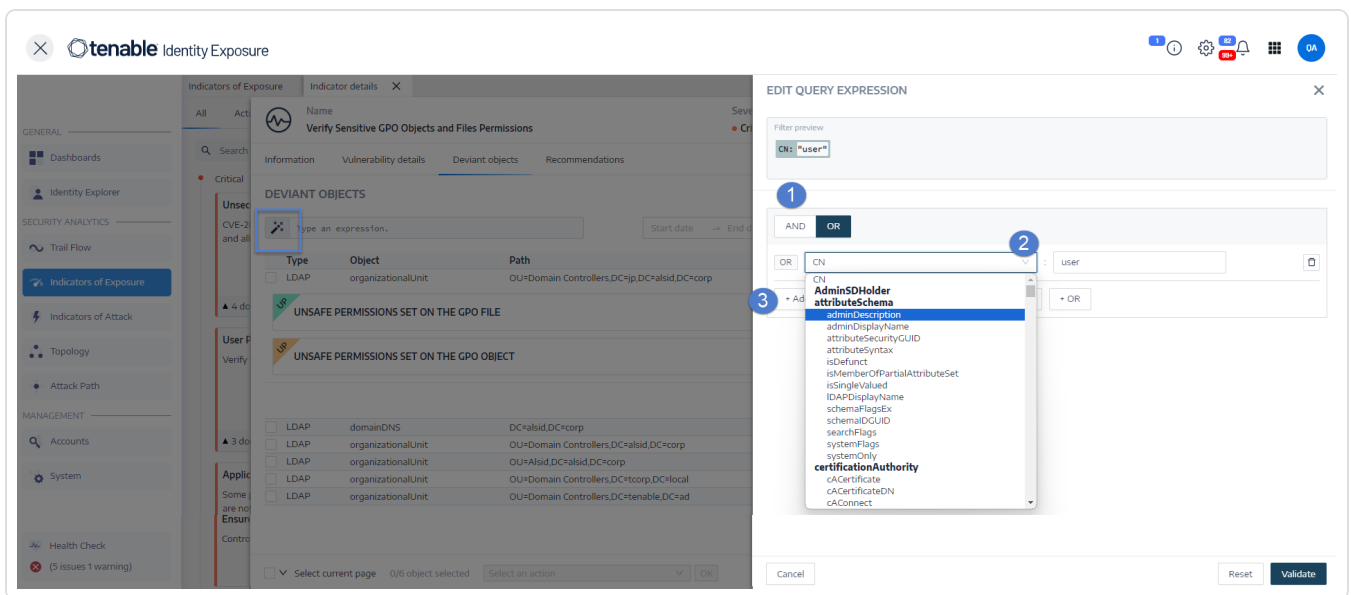 tenable Identity Exposure
1
82
99+
QA
Indicators of Exposure
Indicator details
GENERAL
Dashboards
Identity Explorer
SECURITY ANALYTICS
Trail Flow
Indicators of Exposure
Indicators of Attack
Topology
Attack Path
MANAGEMENT
Accounts
System
Health Check
(5 issues 1 warning)
All
Search
Critical
CVE-2
and all
4 do
User P
Verify
3 do
Some
are no
Ensur
Name
Verify Sensitive GPO Objects and Files Permissions
Information Vulnerability details Deviant objects Recommendations
DEVIANT OBJECTS
Type an expression.
Start date → End d
Type Object Path
LDAP organizationalUnit OU=Domain Controllers,DC=jp,DC=alsid,DC=corp
UP
UNSAFE PERMISSIONS SET ON THE GPO FILE
UP
UNSAFE PERMISSIONS SET ON THE GPO OBJECT
LDAP domainDNS DC=alsid,DC=corp
LDAP organizationalUnit OU=Domain Controllers,DC=alsid,DC=corp
LDAP organizationalUnit OU=Alsid,DC=alsid,DC=corp
LDAP organizationalUnit OU=Domain Controllers,DC=tcorp,DC=local
LDAP organizationalUnit OU=Domain Controllers,DC=tenable,DC=ad
Select current page 0/6 object selected Select an action OK
EDIT QUERY EXPRESSION
Filter preview
CN: "user"
1
AND OR
2
OR CN : user
3
+ Ad
+ OR
CN
AdminSDHolder
attributeSchema
adminDescription
adminDisplayName
attributeSecurityGUID
attributeSyntax
isDefunct
isMemberOfPartialAttributeSet
isSingleValued
lDAPDisplayName
schemaFlagsEx
schemaIDGUID
searchFlags
systemFlags
systemOnly
certificationAuthority
cACertificate
cACertificateDN
cAConnect
Cancel Reset Validate